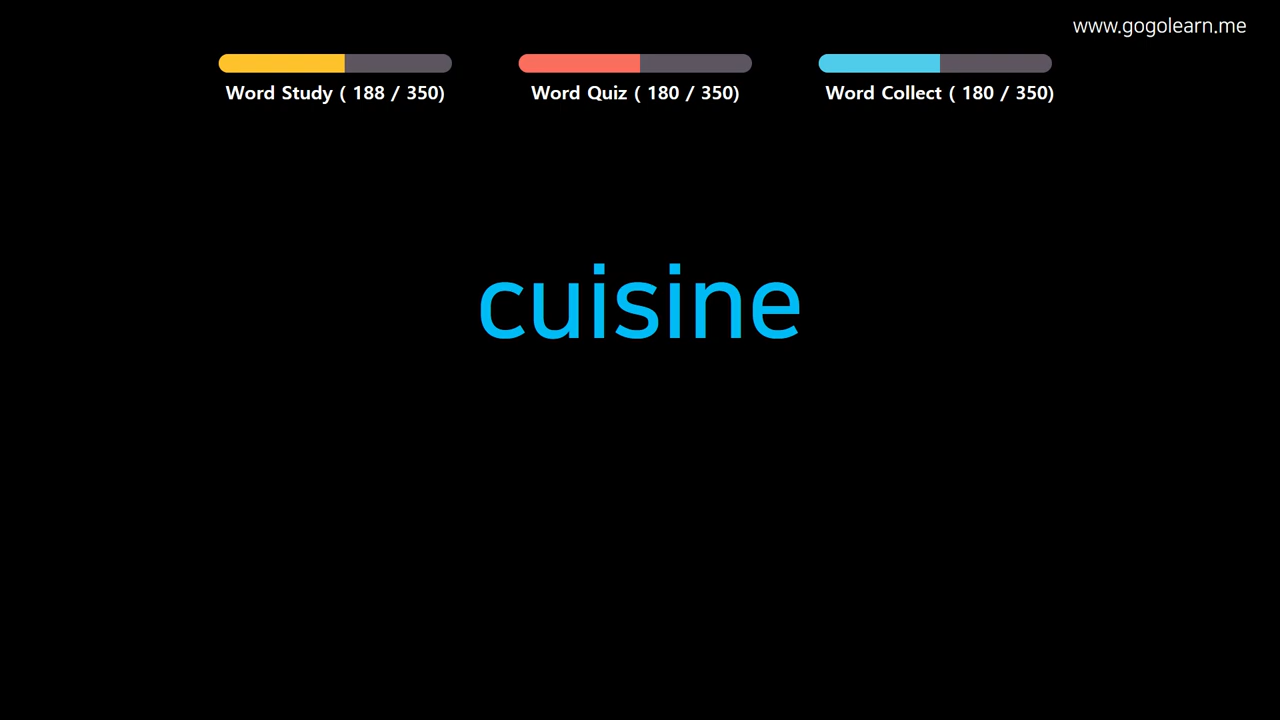 www.gogolearn.me
Word Study ( 188 / 350)
Word Quiz ( 180 / 350)
Word Collect ( 180 / 350)
cuisine